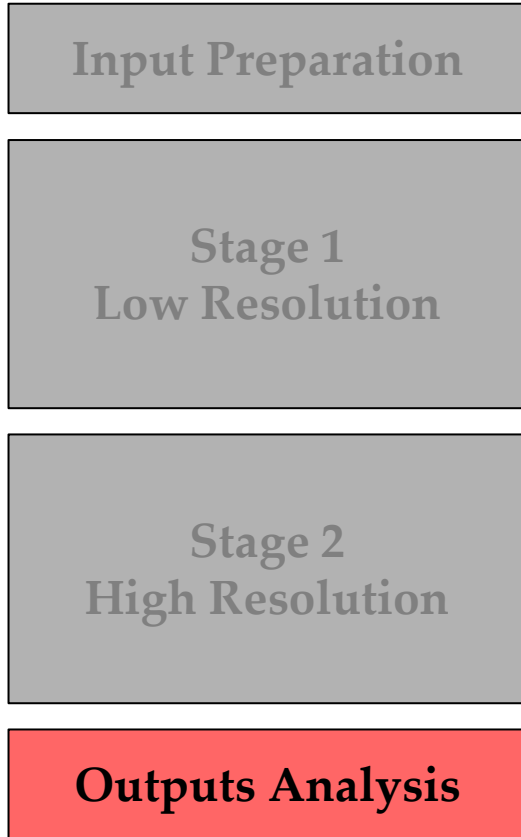 Input Preparation
Stage 1
Low Resolution
Stage 2
High Resolution
Outputs Analysis